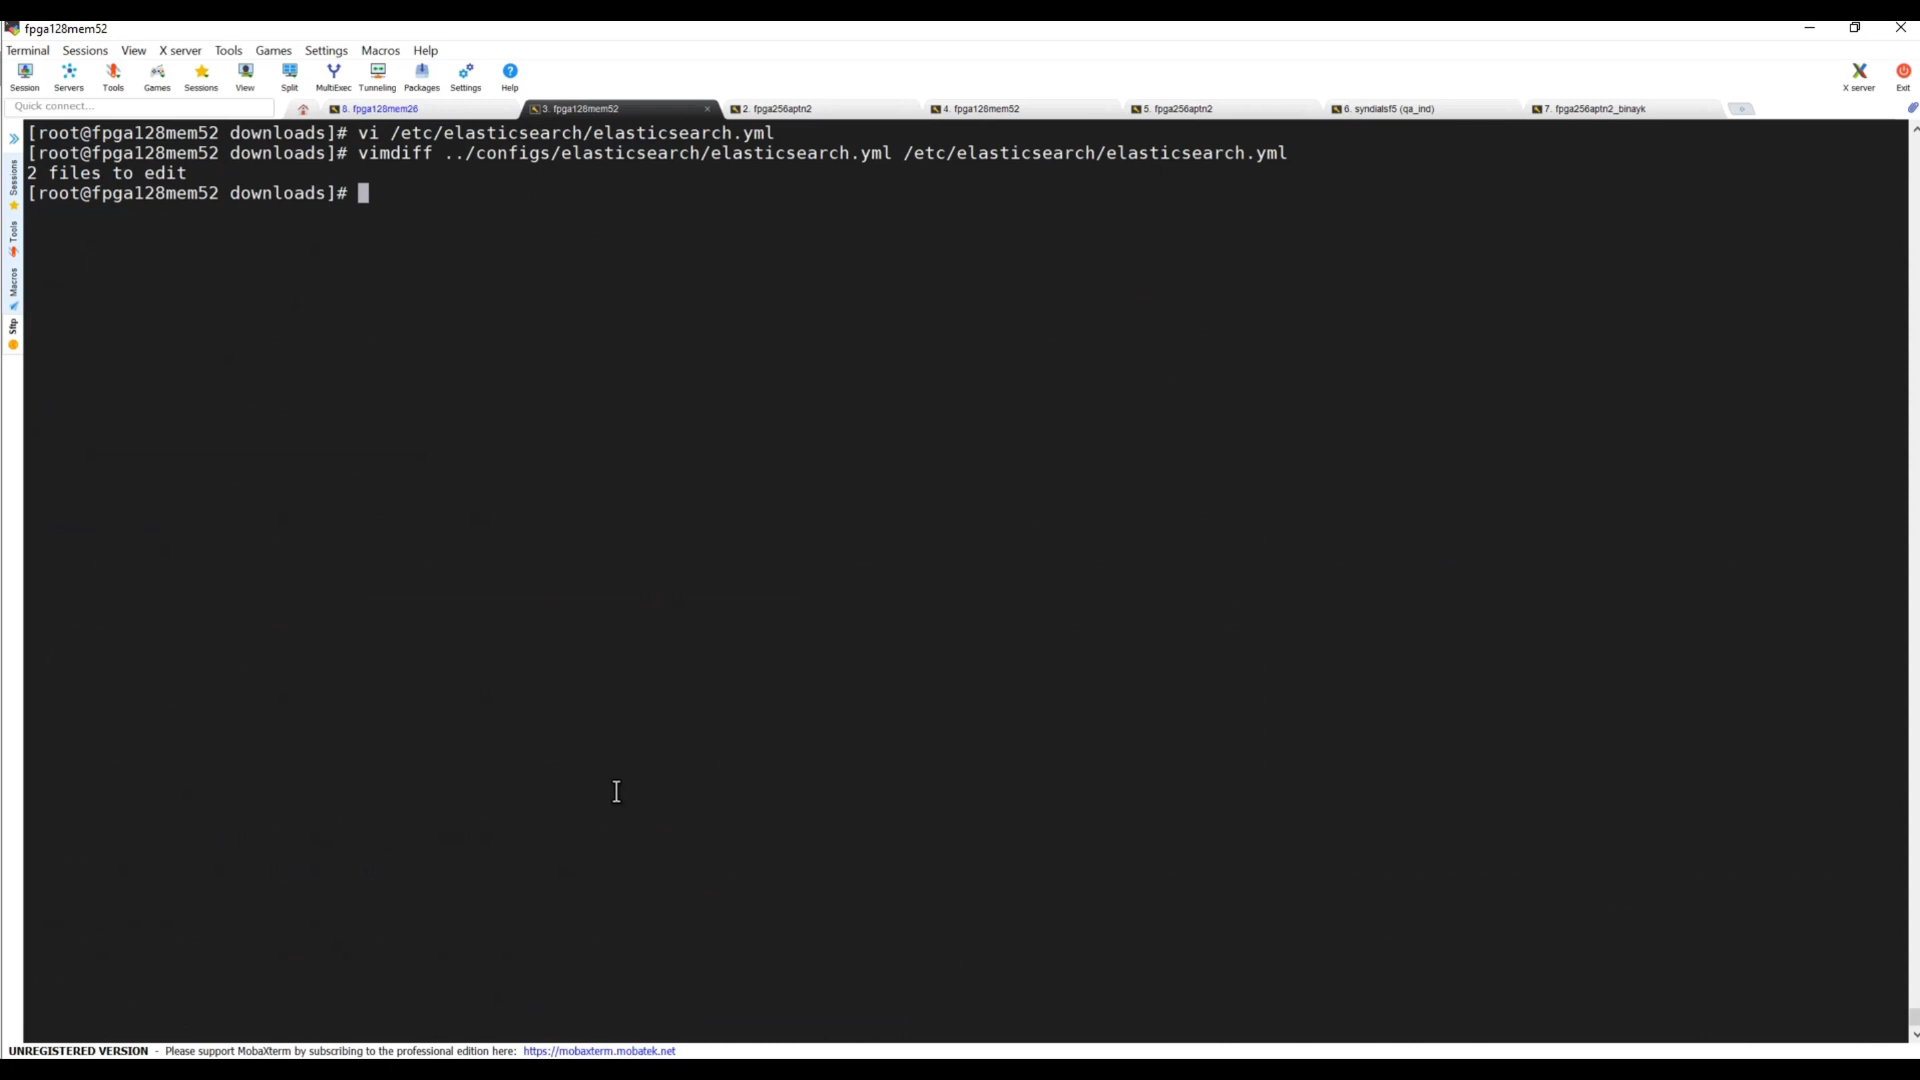 fpga128mem52
Terminal Sessions View X server Tools Games Settings Macros Help
Session Servers Tools Games Sessions View Split MultiExec Tunneling Packages Settings Help X server Exit
Quick connect... 8. fpga128mem26 3. fpga128mem52 2. fpga256aptn2 4. fpga128mem52 5. fpga256aptn2 6. syndialsf5 (qa_ind) 7. fpga256aptn2_binayk
[root@fpga128mem52 downloads]# vi /etc/elasticsearch/elasticsearch.yml
[root@fpga128mem52 downloads]# vimdiff ../configs/elasticsearch/elasticsearch.yml /etc/elasticsearch/elasticsearch.yml
2 files to edit
[root@fpga128mem52 downloads]#
Sessions
Tools
Macros
Sftp
UNREGISTERED VERSION - Please support MobaXterm by subscribing to the professional edition here: https://mobaxterm.mobatek.net